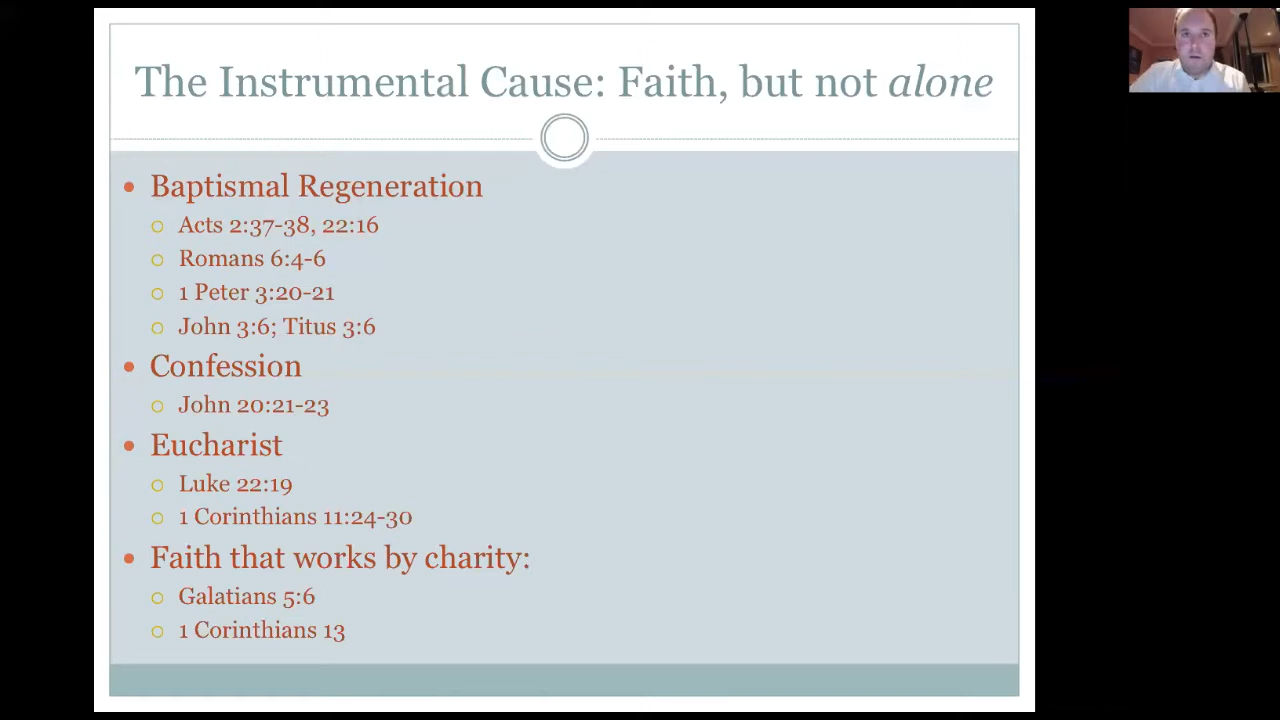 The Instrumental Cause: Faith, but not alone
Baptismal Regeneration
Acts 2:37-38, 22:16
Romans 6:4-6
1 Peter 3:20-21
John 3:6; Titus 3:6
Confession
John 20:21-23
Eucharist
Luke 22:19
1 Corinthians 11:24-30
Faith that works by charity:
Galatians 5:6
1 Corinthians 13